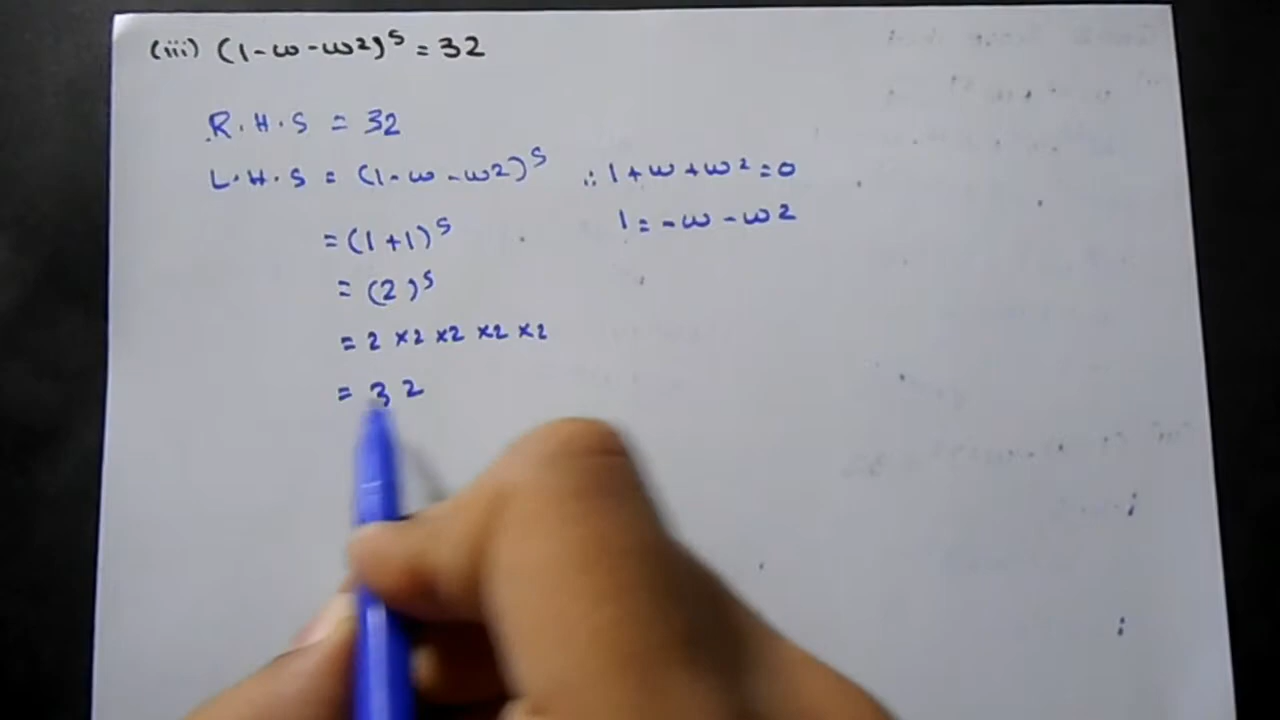 (iii) (1-ω-ω²)⁵ = 32
R.H.S = 32
L.H.S = (1-ω-ω2)⁵ ∴ 1+ω+ω²=0
= (1+1)⁵ 1=-ω-ω2
= (2)⁵
= 2×2×2×2×2
= 32